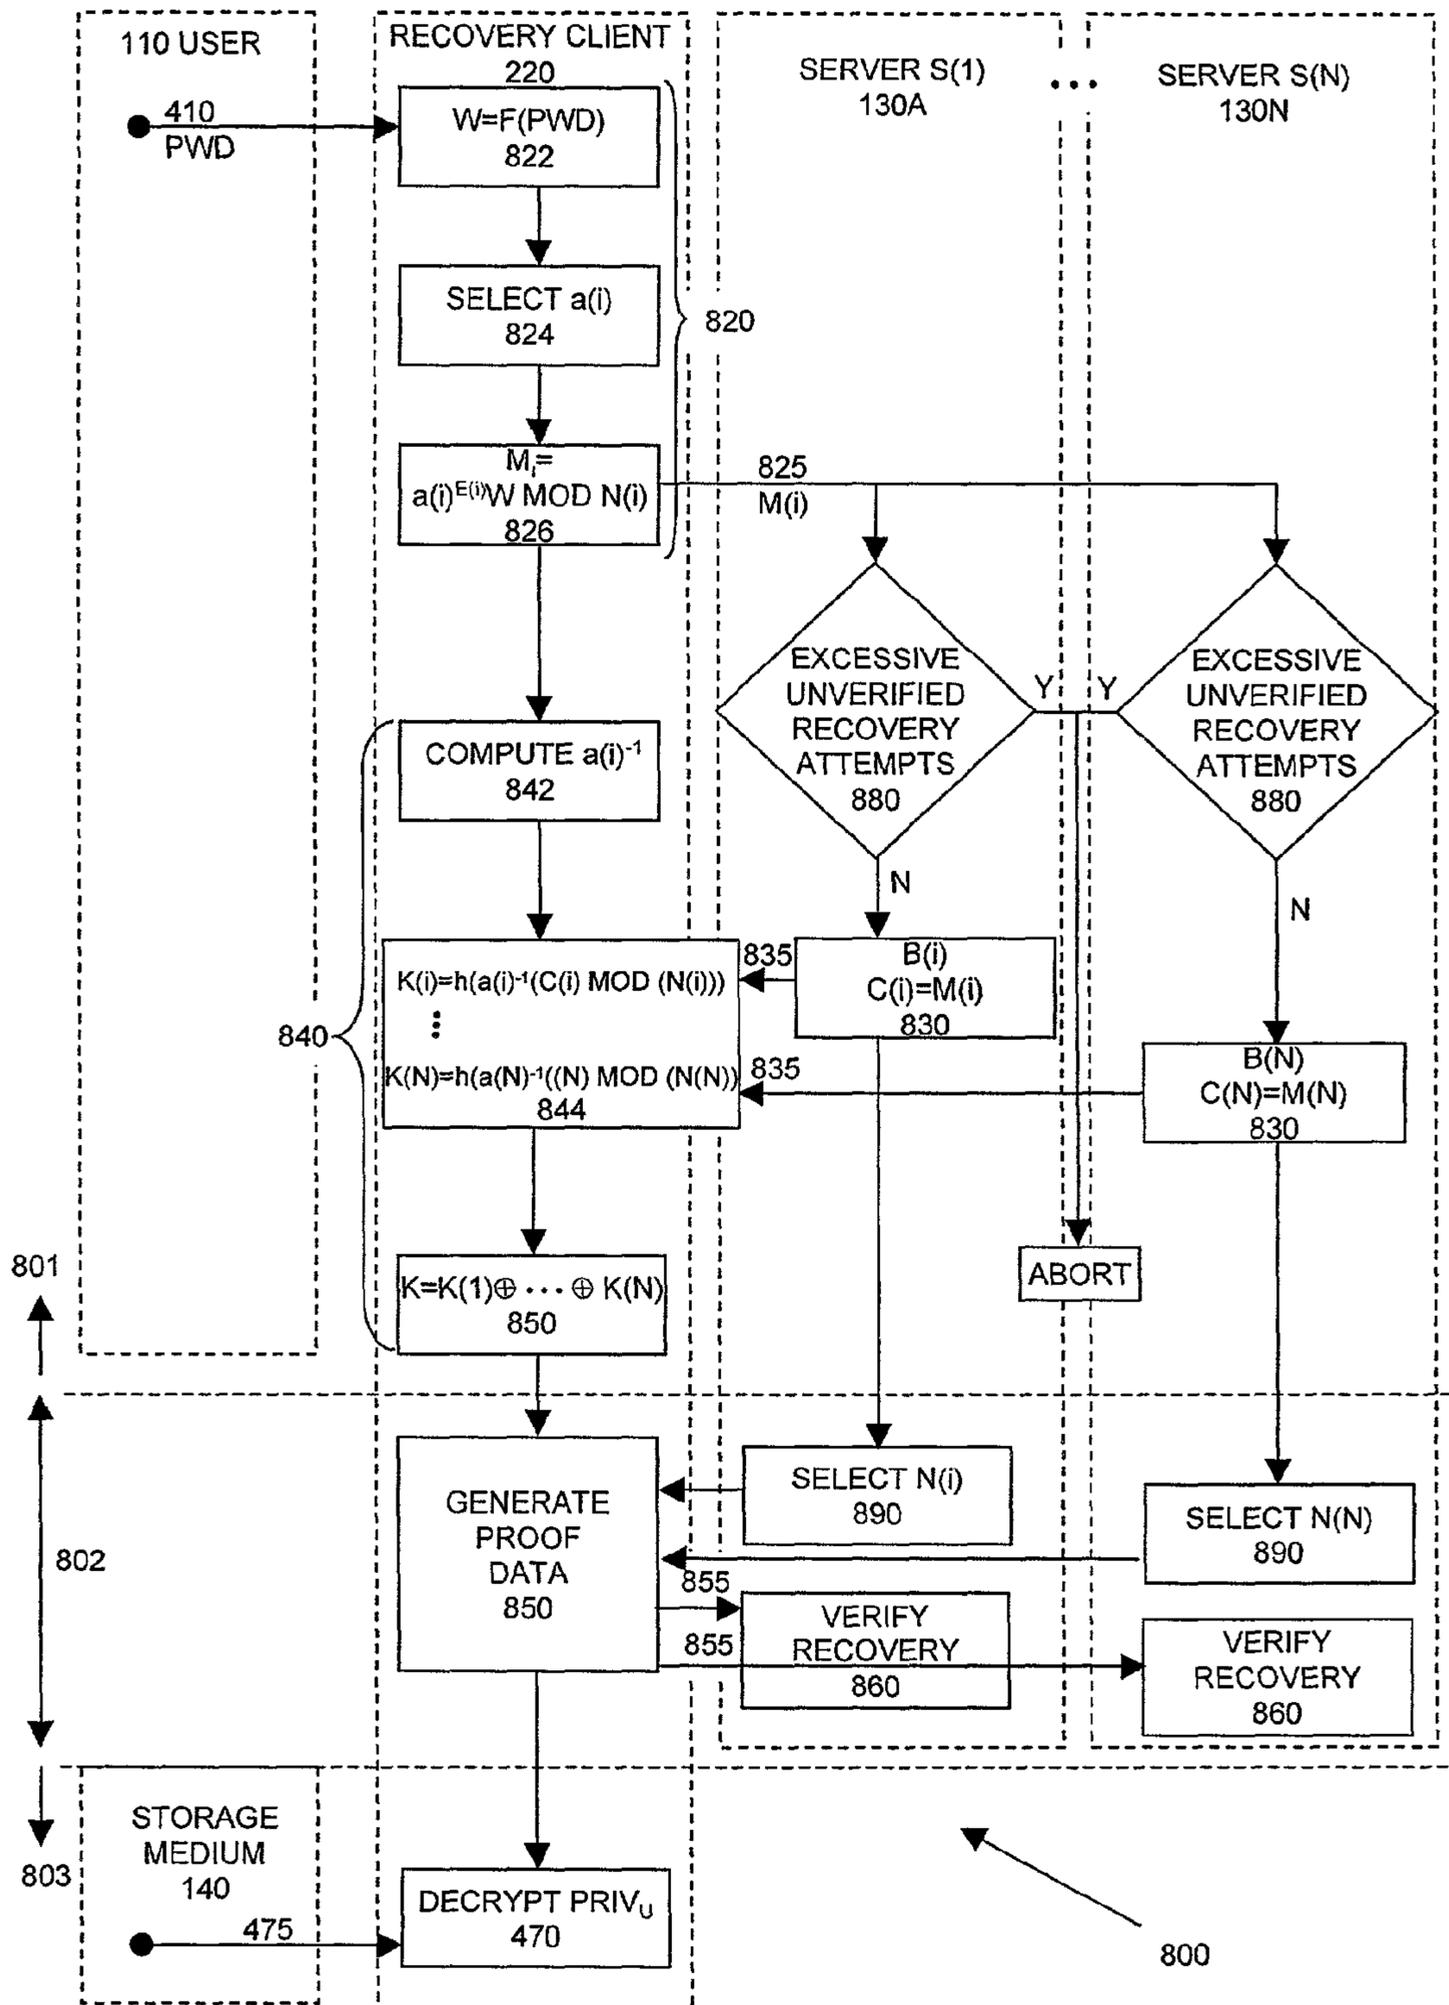 110 USER
RECOVERY CLIENT
220
SERVER S(1)
130A
•••
SERVER S(N)
130N
410
PWD
W=F(PWD)
822
SELECT a(i)
824
820
M_i=
a(i)^E(i)W MOD N(i)
826
825
M(i)
EXCESSIVE
UNVERIFIED
RECOVERY
ATTEMPTS
880
Y
Y
EXCESSIVE
UNVERIFIED
RECOVERY
ATTEMPTS
880
COMPUTE a(i)^-1
842
N
N
840
K(i)=h(a(i)^-1(C(i) MOD (N(i)))
⋮
K(N)=h(a(N)^-1((N) MOD (N(N))
844
835
B(i)
C(i)=M(i)
830
835
B(N)
C(N)=M(N)
830
801
K=K(1)⊕ ••• ⊕ K(N)
850
ABORT
802
GENERATE
PROOF
DATA
850
SELECT N(i)
890
SELECT N(N)
890
855
855
VERIFY
RECOVERY
860
VERIFY
RECOVERY
860
803
STORAGE
MEDIUM
140
475
DECRYPT PRIV_U
470
800